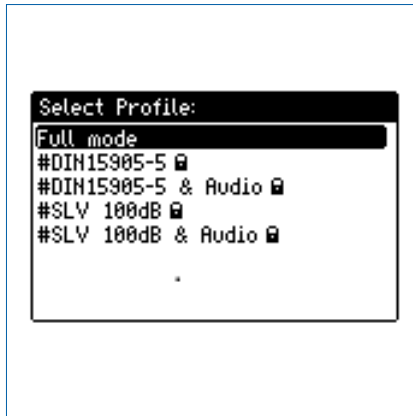 Select Profile:
Full mode
#DIN15905-5
#DIN15905-5 & Audio
#SLV 100dB
#SLV 100dB & Audio